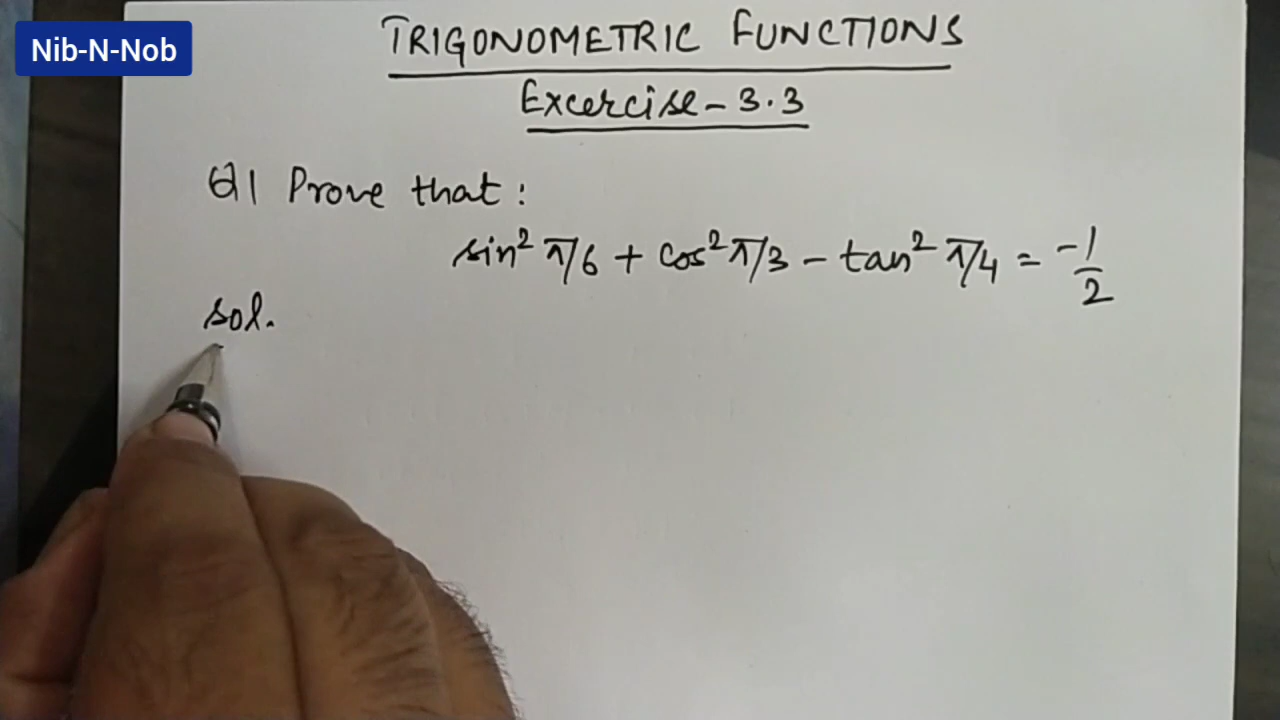 Nib-N-Nob
TRIGONOMETRIC FUNCTIONS
Excercise-3.3
Q1 Prove that:
sin² π/6 + cos² π/3 - tan² π/4 = -1/2
sol.